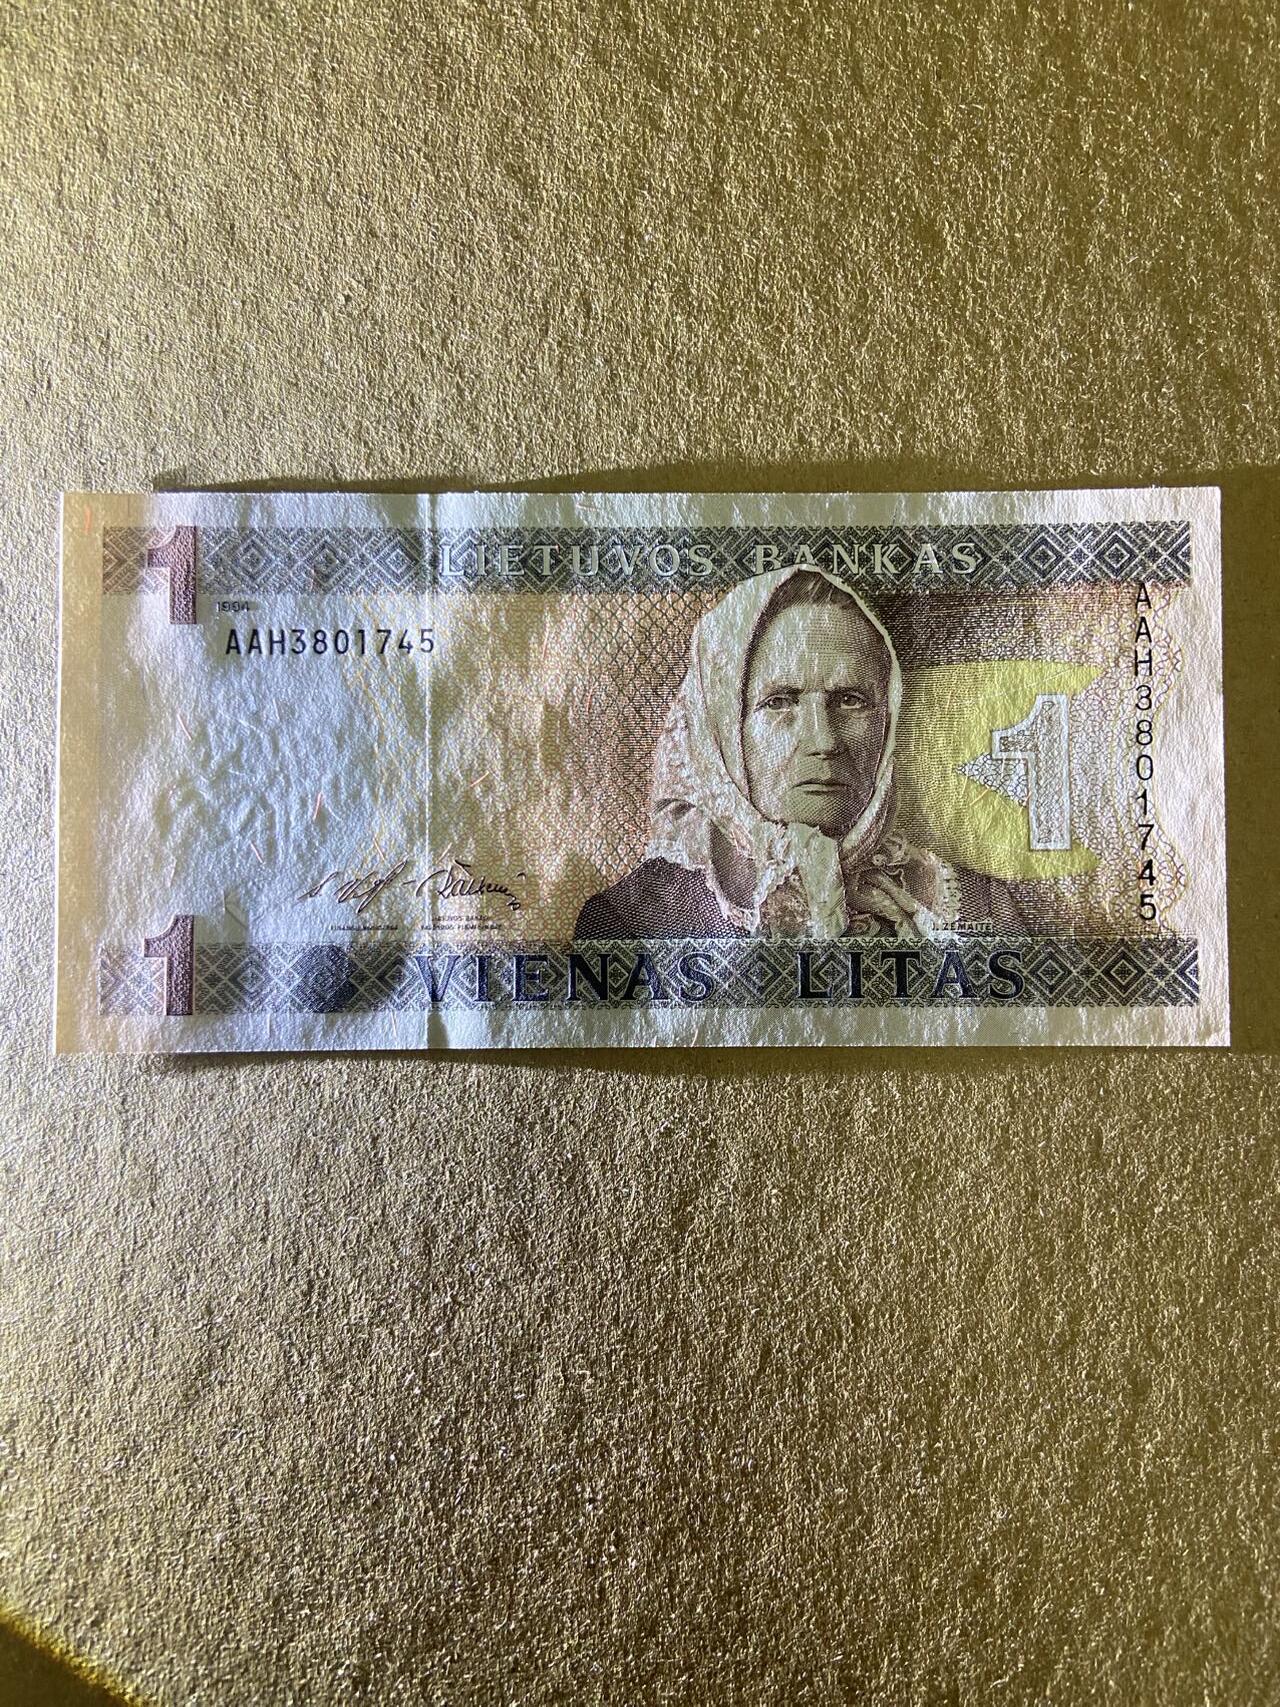 1
LIETUVOS BANKAS
1994
AAH3801745
AAH3801745
1
J. ŽEMAITĖ
1
VIENAS LITAS